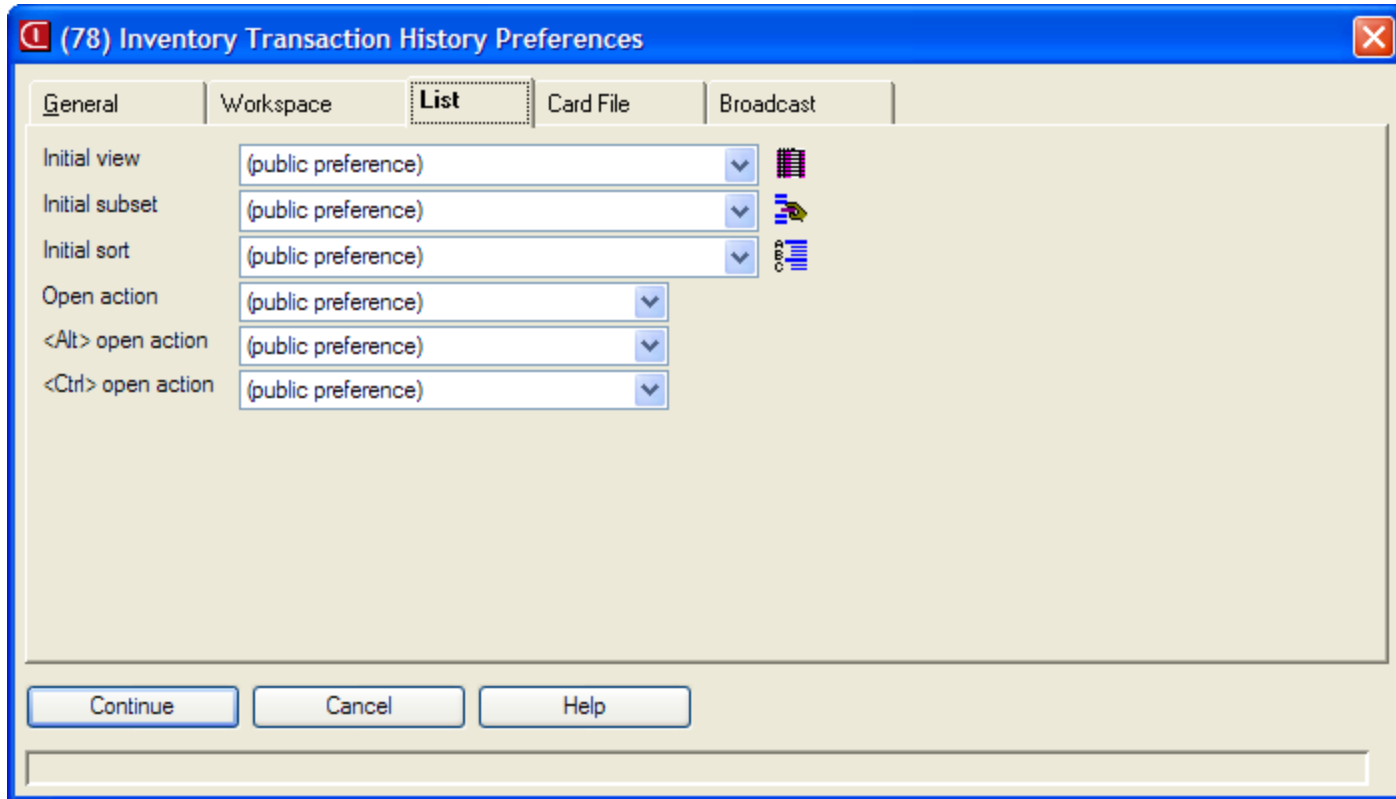 (78) Inventory Transaction History Preferences
General Workspace List Card File Broadcast
Initial view (public preference)
Initial subset (public preference)
Initial sort (public preference)
Open action (public preference)
<Alt> open action (public preference)
<Ctrl> open action (public preference)
Continue Cancel Help